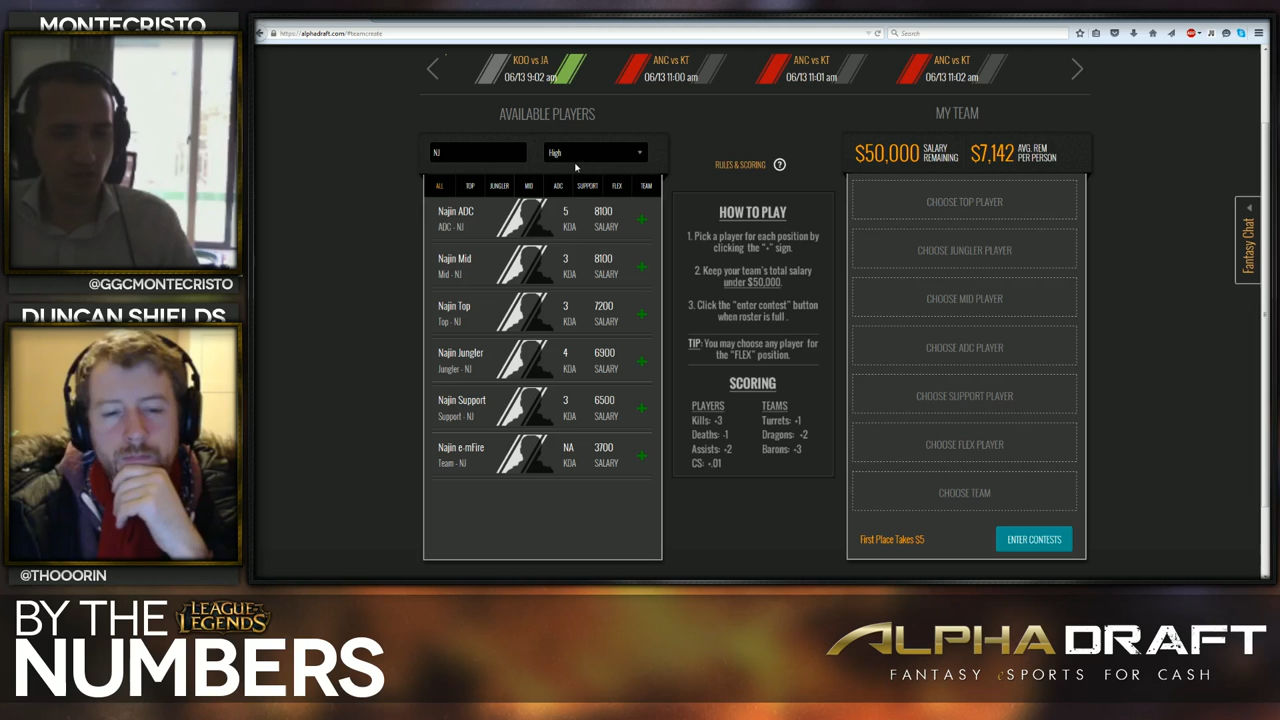 MONTECRISTO
@GGCMONTECRISTO
DUNCAN SHIELDS
@THOOORIN
https://alphadraft.com/#teamcreate
Search
KOO vs JA
06/13 9:02 am
ANC vs KT
06/13 11:00 am
ANC vs KT
06/13 11:01 am
ANC vs KT
06/13 11:02 am
AVAILABLE PLAYERS
NJ
High
ALL TOP JUNGLER MID ADC SUPPORT FLEX TEAM
Najin ADC 5 8100
ADC - NJ KDA SALARY
Najin Mid 3 8100
Mid - NJ KDA SALARY
Najin Top 3 7200
Top - NJ KDA SALARY
Najin Jungler 4 6900
Jungler - NJ KDA SALARY
Najin Support 3 6500
Support - NJ KDA SALARY
Najin e-mFire NA 3700
Team - NJ KDA SALARY
RULES & SCORING ?
HOW TO PLAY
1. Pick a player for each position by
clicking the "+" sign.
2. Keep your team's total salary
under $50,000.
3. Click the "enter contest" button
when roster is full .
TIP: You may choose any player for
the "FLEX" position.
SCORING
PLAYERS TEAMS
Kills: +3 Turrets: +1
Deaths: -1 Dragons: +2
Assists: +2 Barons: +3
CS: +.01
MY TEAM
$50,000 SALARY
REMAINING
$7,142 AVG. REM
PER PERSON
CHOOSE TOP PLAYER
CHOOSE JUNGLER PLAYER
CHOOSE MID PLAYER
CHOOSE ADC PLAYER
CHOOSE SUPPORT PLAYER
CHOOSE FLEX PLAYER
CHOOSE TEAM
First Place Takes $5
ENTER CONTESTS
Fantasy Chat
BY THE
LEAGUE of
LEGENDS
NUMBERS
ALPHADRAFT
FANTASY eSPORTS FOR CASH